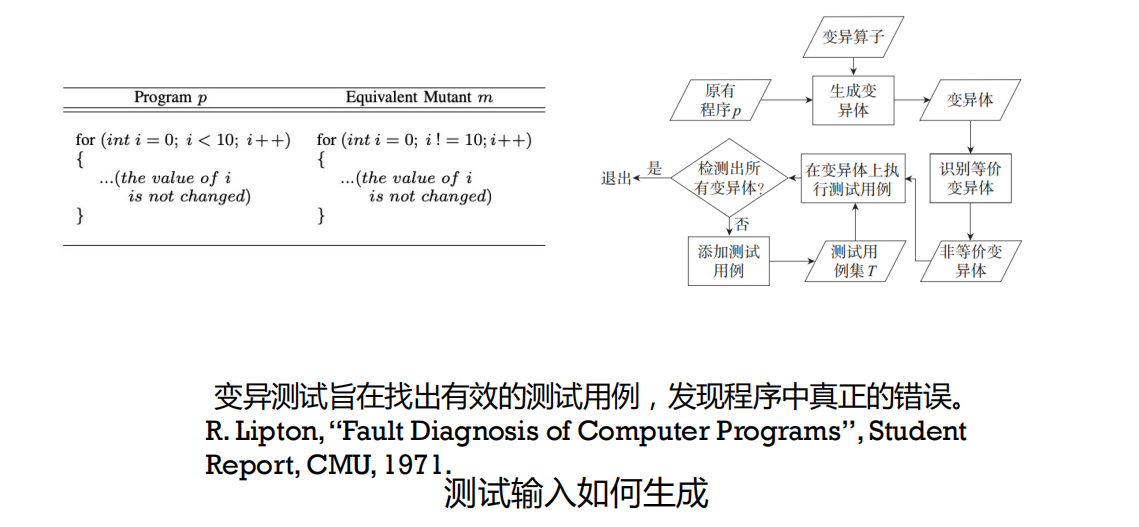 Program p
Equivalent Mutant m
for (int i = 0; i < 10; i++)
{
...(the value of i
is not changed)
}
for (int i = 0; i! = 10; i++)
{
...(the value of i
is not changed)
}
变异算子
原有
程序p
生成变
异体
变异体
识别等价
变异体
非等价变
异体
在变异体上执
行测试用例
检测出所
有变异体?
是
退出
否
添加测试
用例
测试用
例集T
变异测试旨在找出有效的测试用例，发现程序中真正的错误。
R. Lipton, “Fault Diagnosis of Computer Programs”, Student
Report, CMU, 1971.
测试输入如何生成